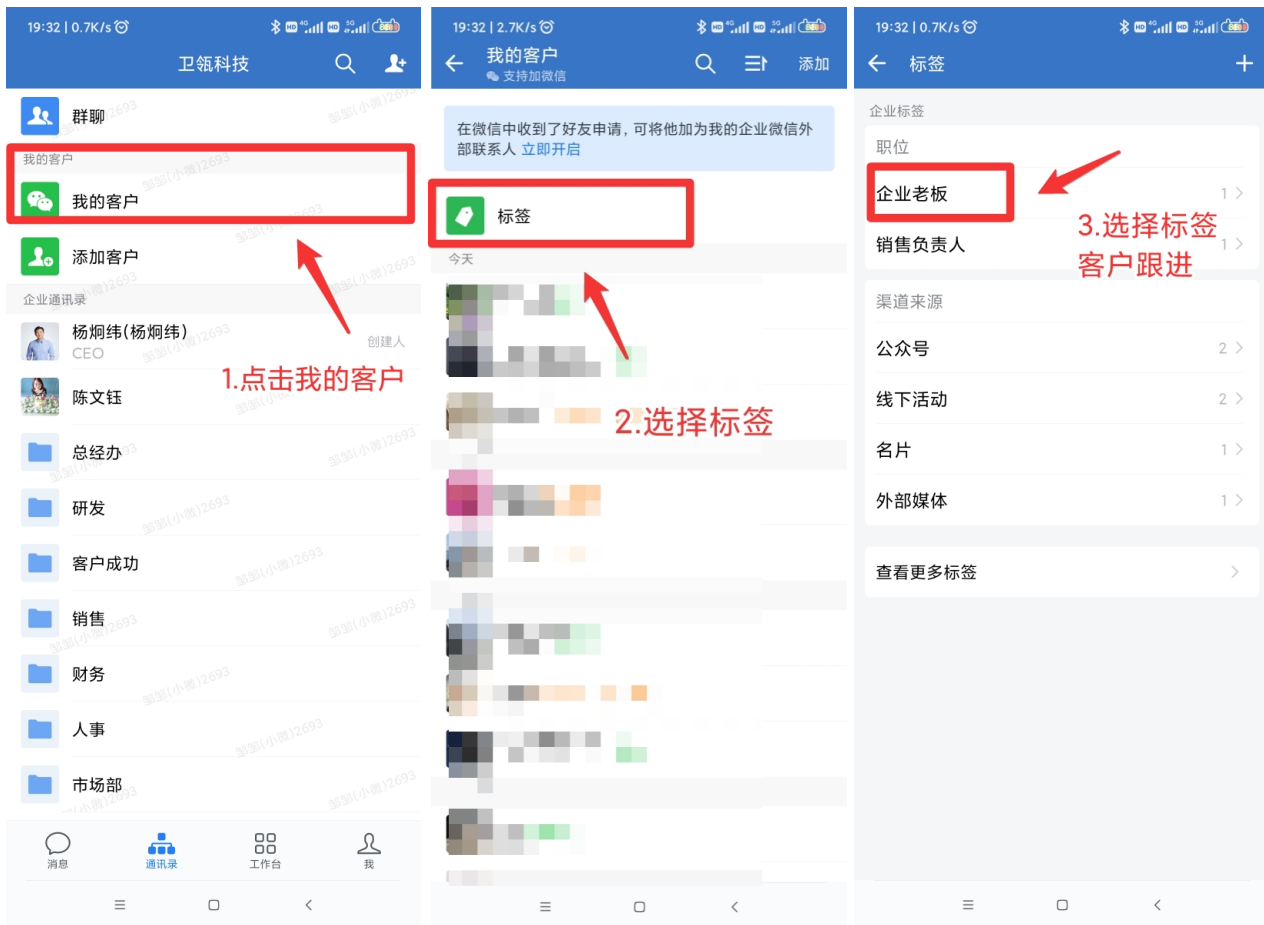 19:32 | 0.7K/s
卫瓴科技
群聊
我的客户
我的客户
添加客户
企业通讯录
杨炯纬(杨炯纬)
CEO
创建人
陈文钰
总经办
研发
客户成功
销售
财务
人事
市场部
消息
通讯录
工作台
我
邹邹(小微)2693
1.点击我的客户
19:32 | 2.7K/s
我的客户
支持加微信
添加
在微信中收到了好友申请，可将他加为我的企业微信外
部联系人 立即开启
标签
今天
2.选择标签
19:32 | 0.7K/s
标签
企业标签
职位
企业老板 1
销售负责人 1
3.选择标签
客户跟进
渠道来源
公众号 2
线下活动 2
名片 1
外部媒体 1
查看更多标签